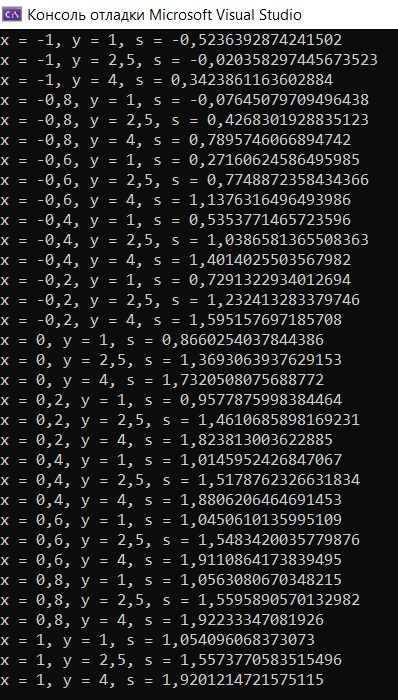 Консоль отладки Microsoft Visual Studio
x = -1, y = 1, s = -0,5236392874241502
x = -1, y = 2,5, s = -0,020358297445673523
x = -1, y = 4, s = 0,3423861163602884
x = -0,8, y = 1, s = -0,07645079709496438
x = -0,8, y = 2,5, s = 0,4268301928835123
x = -0,8, y = 4, s = 0,7895746066894742
x = -0,6, y = 1, s = 0,27160624586495985
x = -0,6, y = 2,5, s = 0,7748872358434366
x = -0,6, y = 4, s = 1,1376316496493986
x = -0,4, y = 1, s = 0,5353771465723596
x = -0,4, y = 2,5, s = 1,0386581365508363
x = -0,4, y = 4, s = 1,4014025503567982
x = -0,2, y = 1, s = 0,7291322934012694
x = -0,2, y = 2,5, s = 1,232413283379746
x = -0,2, y = 4, s = 1,595157697185708
x = 0, y = 1, s = 0,8660254037844386
x = 0, y = 2,5, s = 1,3693063937629153
x = 0, y = 4, s = 1,7320508075688772
x = 0,2, y = 1, s = 0,9577875998384464
x = 0,2, y = 2,5, s = 1,4610685898169231
x = 0,2, y = 4, s = 1,823813003622885
x = 0,4, y = 1, s = 1,0145952426847067
x = 0,4, y = 2,5, s = 1,5178762326631834
x = 0,4, y = 4, s = 1,8806206464691453
x = 0,6, y = 1, s = 1,0450610135995109
x = 0,6, y = 2,5, s = 1,5483420035779876
x = 0,6, y = 4, s = 1,9110864173839495
x = 0,8, y = 1, s = 1,0563080670348215
x = 0,8, y = 2,5, s = 1,5595890570132982
x = 0,8, y = 4, s = 1,92233347081926
x = 1, y = 1, s = 1,054096068373073
x = 1, y = 2,5, s = 1,5573770583515496
x = 1, y = 4, s = 1,9201214721575115